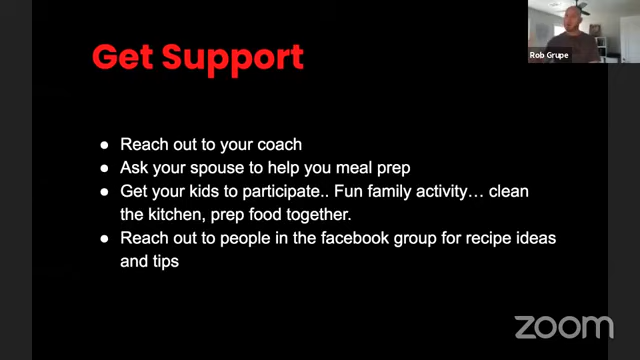 Get Support
Rob Grupe
● Reach out to your coach
● Ask your spouse to help you meal prep
● Get your kids to participate.. Fun family activity... clean
the kitchen, prep food together.
● Reach out to people in the facebook group for recipe ideas
and tips
zoom